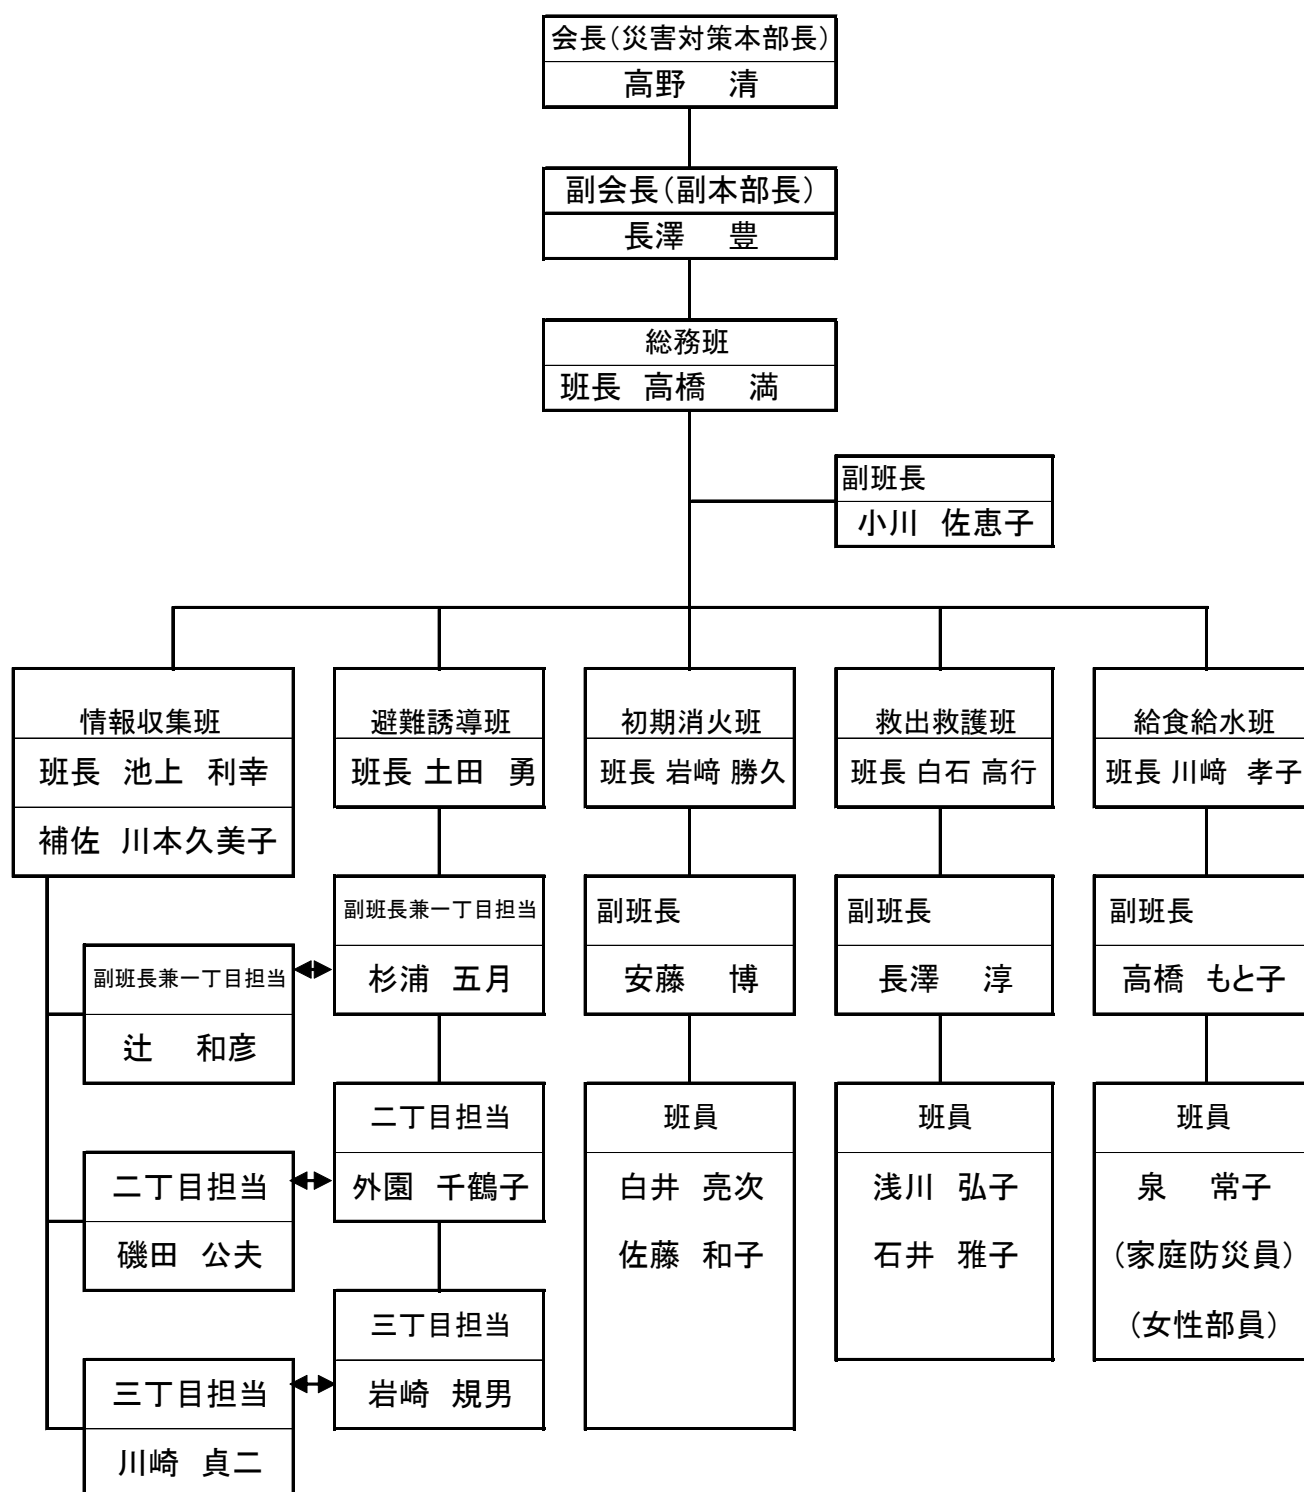 会長(災害対策本部長)
高野　清
副会長(副本部長)
長澤　豊
総務班
班長 高橋　満
副班長
小川 佐恵子
情報収集班
班長 池上 利幸
補佐 川本久美子
副班長兼一丁目担当
辻　和彦
二丁目担当
磯田 公夫
三丁目担当
川崎 貞二
避難誘導班
班長 土田 勇
副班長兼一丁目担当
杉浦 五月
二丁目担当
外園 千鶴子
三丁目担当
岩崎 規男
初期消火班
班長 岩﨑 勝久
副班長
安藤　博
班員
白井 亮次
佐藤 和子
救出救護班
班長 白石 高行
副班長
長澤　淳
班員
浅川 弘子
石井 雅子
給食給水班
班長 川﨑 孝子
副班長
高橋 もと子
班員
泉　常子
(家庭防災員)
(女性部員)